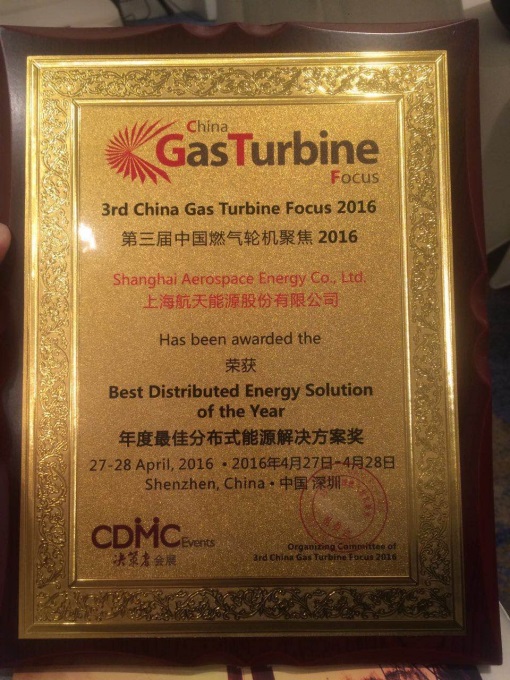 China
GasTurbine
Focus
3rd China Gas Turbine Focus 2016
第三届中国燃气轮机聚焦 2016
Shanghai Aerospace Energy Co., Ltd.
上海航天能源股份有限公司
Has been awarded the
荣获
Best Distributed Energy Solution
of the Year
年度最佳分布式能源解决方案奖
27-28 April, 2016 • 2016年4月27日-4月28日
Shenzhen, China • 中国 深圳
CDMC Events
决策者会展
Organizing Committee of
3rd China Gas Turbine Focus 2016